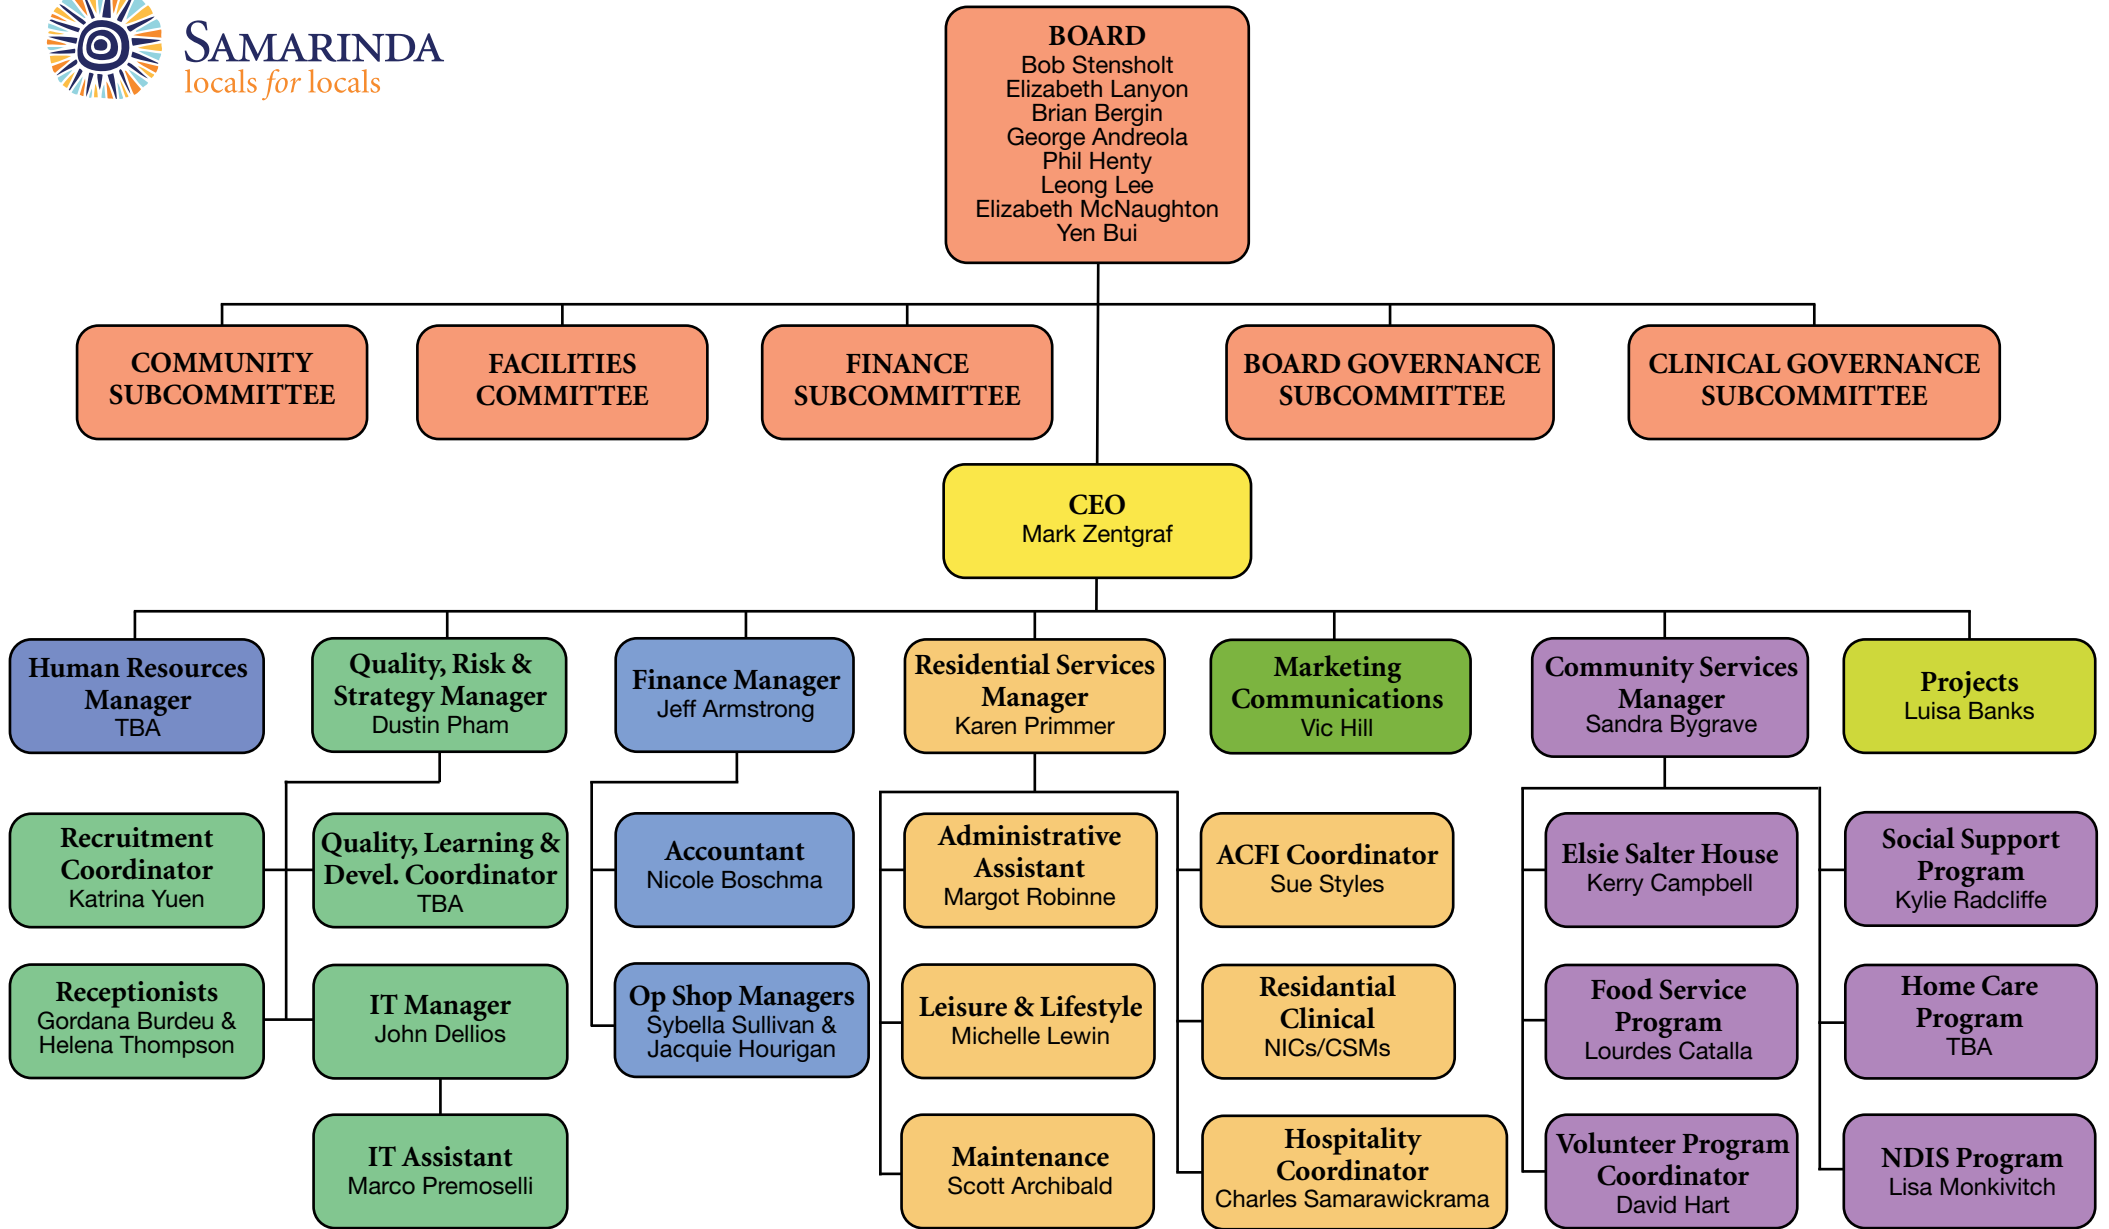 SAMARINDA
locals for locals
BOARD
Bob Stensholt
Elizabeth Lanyon
Brian Bergin
George Andreola
Phil Henty
Leong Lee
Elizabeth McNaughton
Yen Bui
COMMUNITY
SUBCOMMITTEE
FACILITIES
COMMITTEE
FINANCE
SUBCOMMITTEE
BOARD GOVERNANCE
SUBCOMMITTEE
CLINICAL GOVERNANCE
SUBCOMMITTEE
CEO
Mark Zentgraf
Human Resources
Manager
TBA
Quality, Risk &
Strategy Manager
Dustin Pham
Finance Manager
Jeff Armstrong
Residential Services
Manager
Karen Primmer
Marketing
Communications
Vic Hill
Community Services
Manager
Sandra Bygrave
Projects
Luisa Banks
Recruitment
Coordinator
Katrina Yuen
Quality, Learning &
Devel. Coordinator
TBA
Accountant
Nicole Boschma
Administrative
Assistant
Margot Robinne
ACFI Coordinator
Sue Styles
Elsie Salter House
Kerry Campbell
Social Support
Program
Kylie Radcliffe
Receptionists
Gordana Burdeu &
Helena Thompson
IT Manager
John Dellios
Op Shop Managers
Sybella Sullivan &
Jacquie Hourigan
Leisure & Lifestyle
Michelle Lewin
Residantial
Clinical
NICs/CSMs
Food Service
Program
Lourdes Catalla
Home Care
Program
TBA
IT Assistant
Marco Premoselli
Maintenance
Scott Archibald
Hospitality
Coordinator
Charles Samarawickrama
Volunteer Program
Coordinator
David Hart
NDIS Program
Lisa Monkivitch